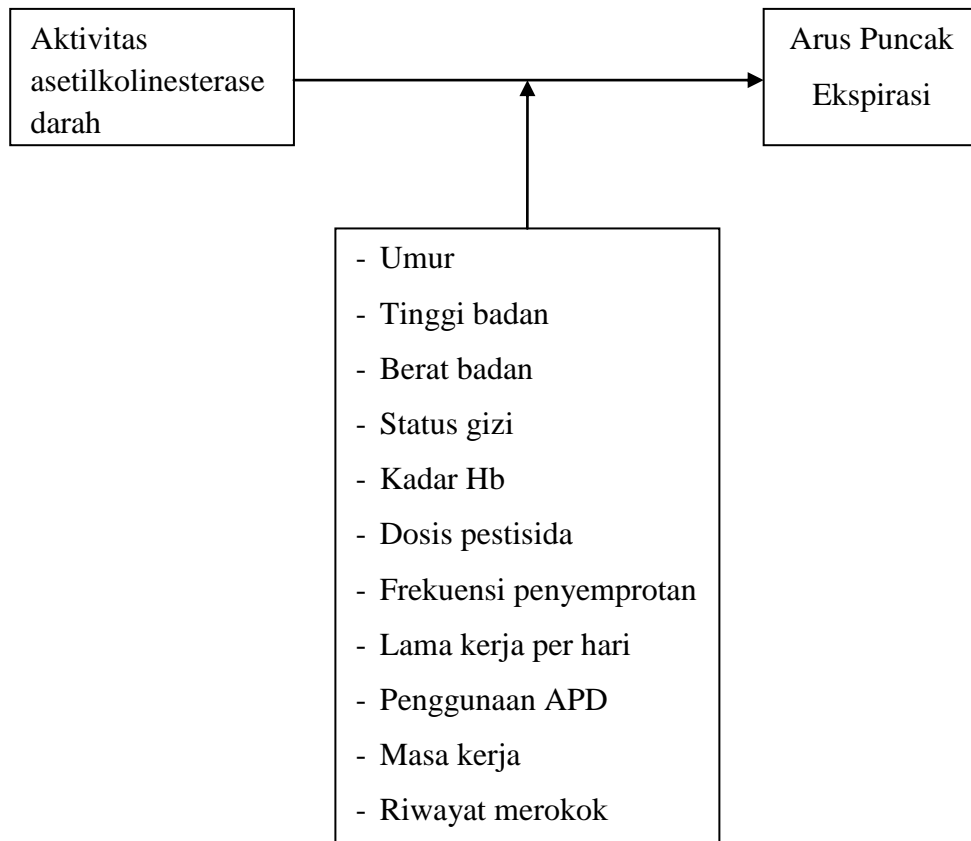 Aktivitas
asetilkolinesterase
darah
Arus Puncak
Ekspirasi
- Umur
- Tinggi badan
- Berat badan
- Status gizi
- Kadar Hb
- Dosis pestisida
- Frekuensi penyemprotan
- Lama kerja per hari
- Penggunaan APD
- Masa kerja
- Riwayat merokok